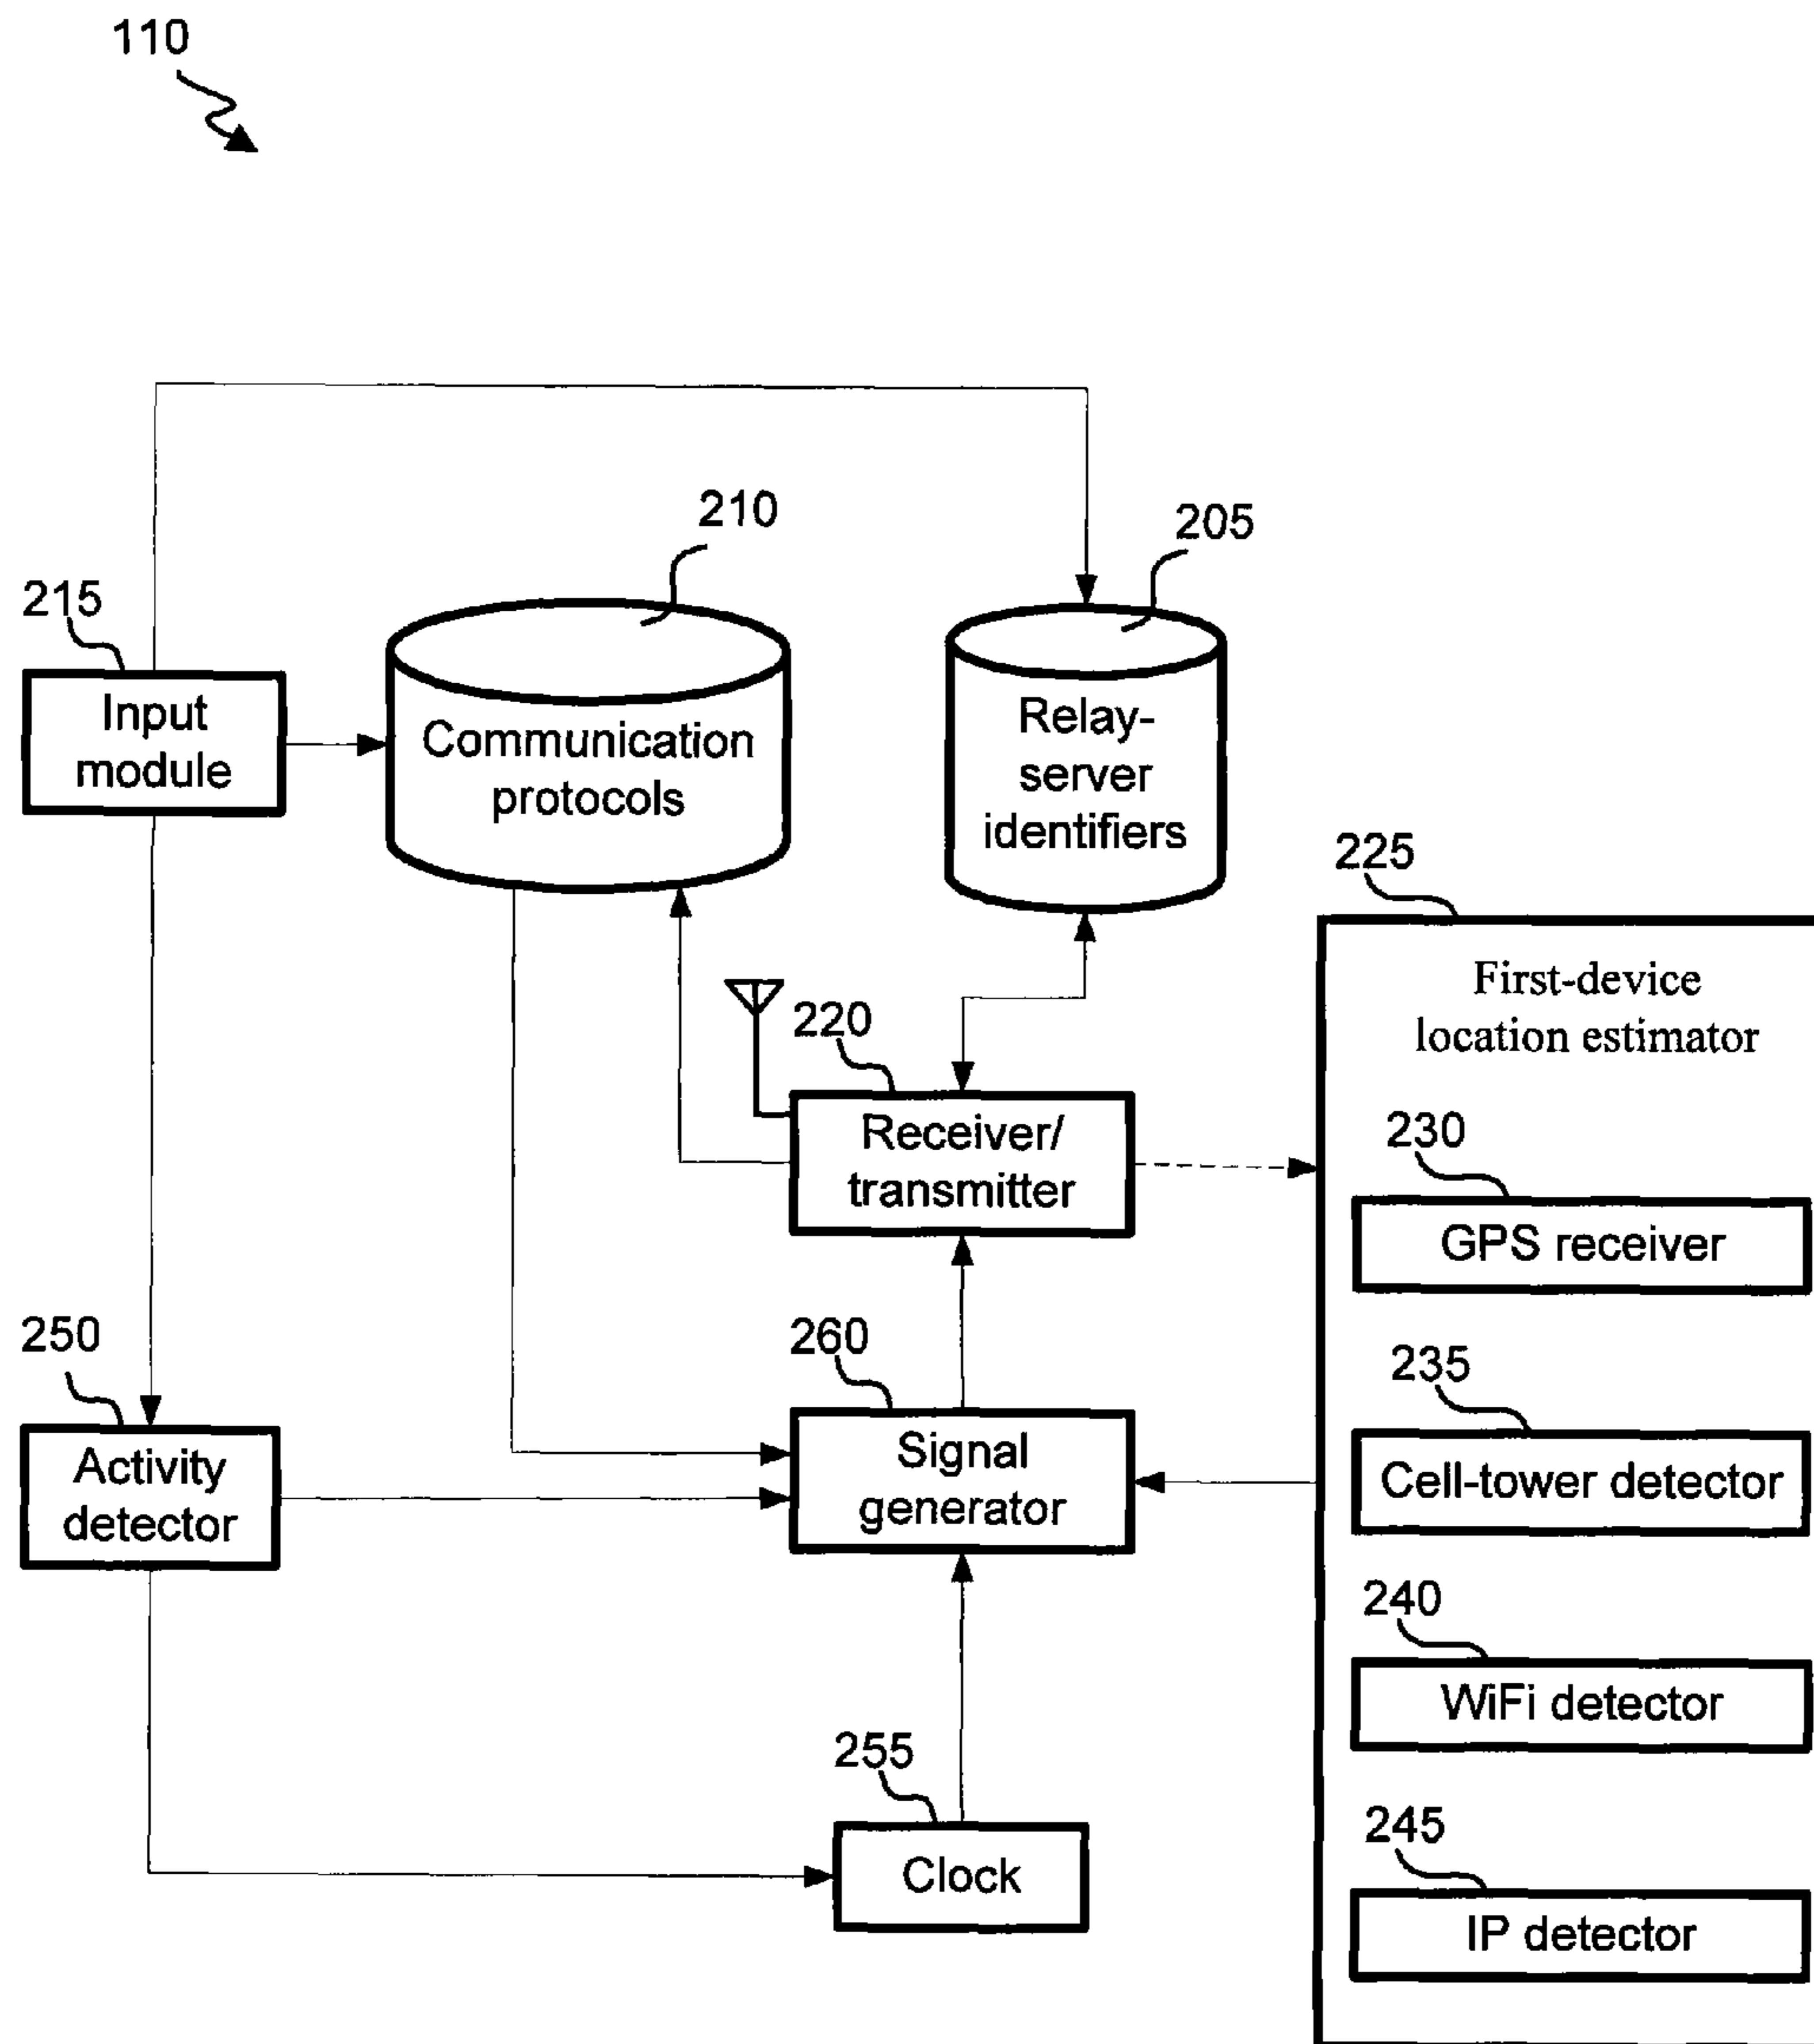 110
210
205
215
Input
module
Communication
protocols
Relay-
server
identifiers
225
First-device
location estimator
220
Receiver/
transmitter
230
GPS receiver
250
Activity
detector
260
Signal
generator
235
Cell-tower detector
240
WiFi detector
255
Clock
245
IP detector